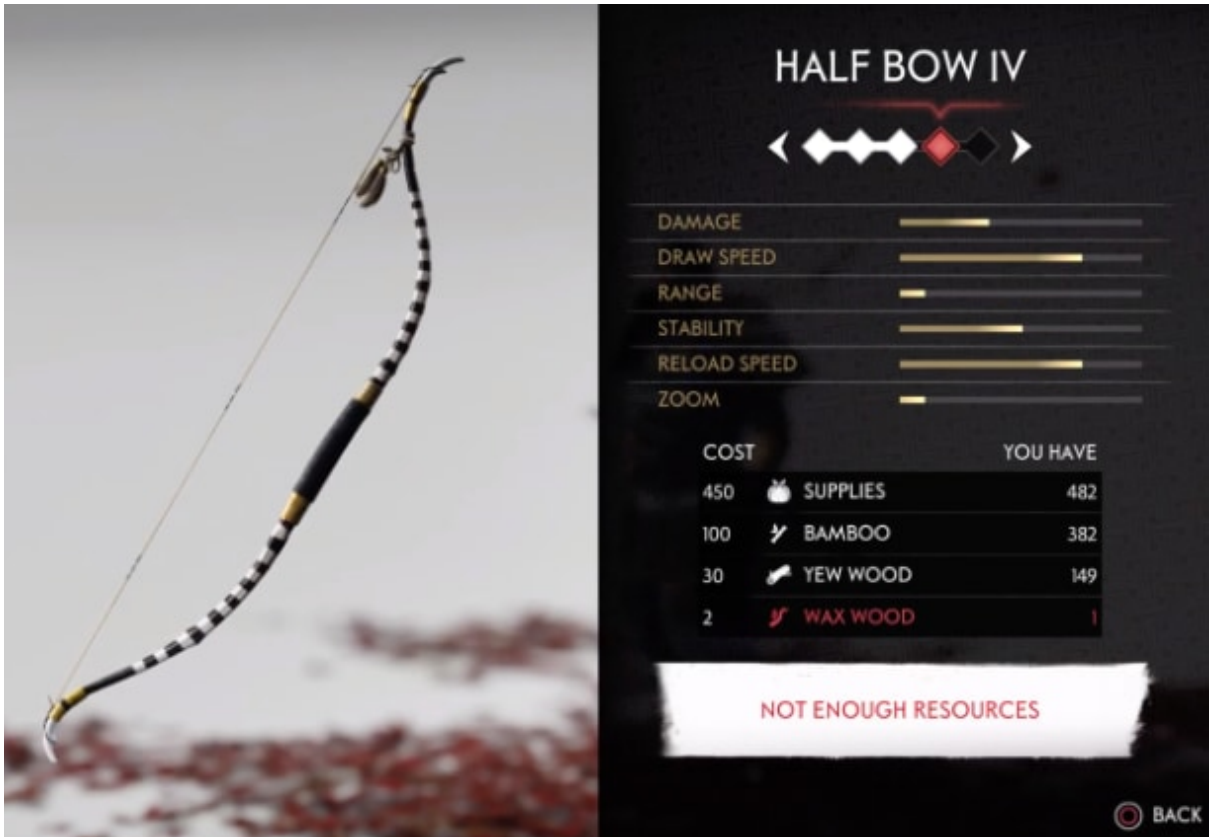 HALF BOW IV
DAMAGE
DRAW SPEED
RANGE
STABILITY
RELOAD SPEED
ZOOM
COST YOU HAVE
450 SUPPLIES 482
100 BAMBOO 382
30 YEW WOOD 149
2 WAX WOOD 1
NOT ENOUGH RESOURCES
BACK